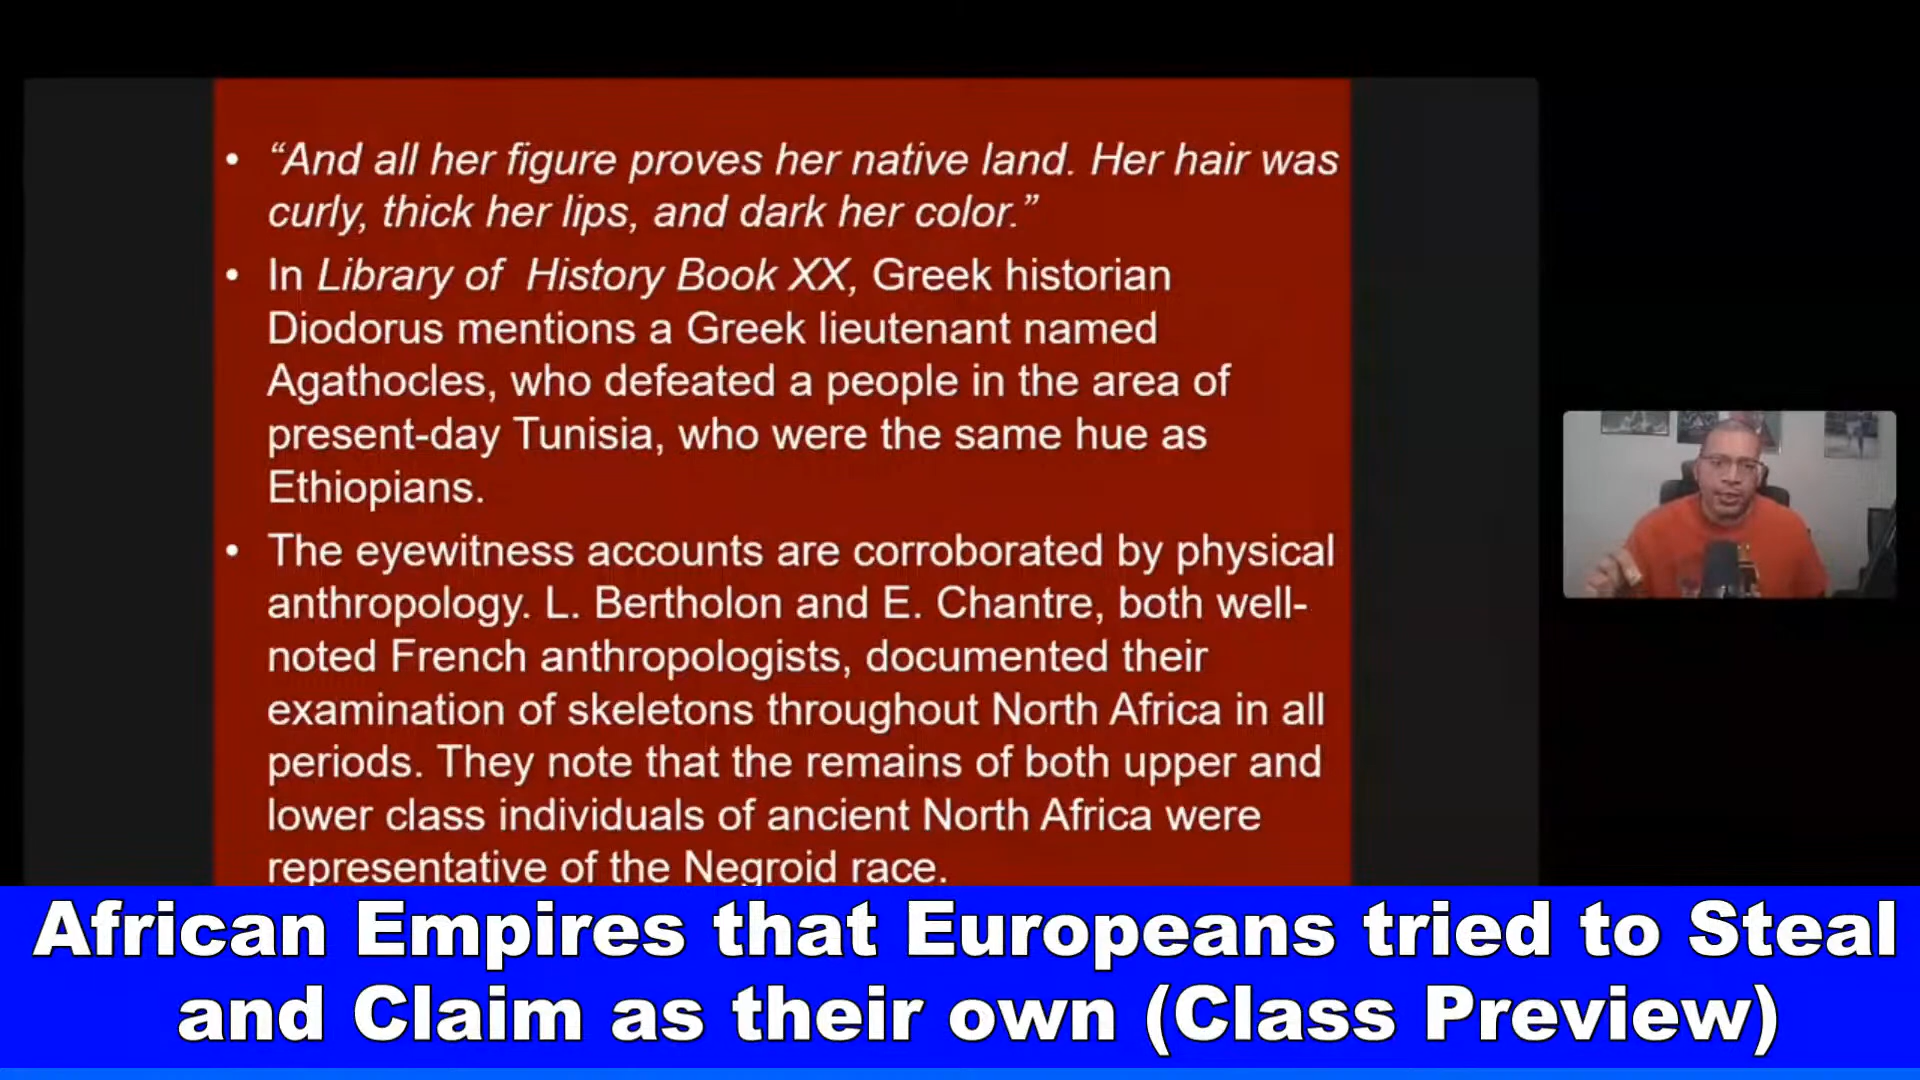 • “And all her figure proves her native land. Her hair was
curly, thick her lips, and dark her color.”
• In Library of History Book XX, Greek historian
Diodorus mentions a Greek lieutenant named
Agathocles, who defeated a people in the area of
present-day Tunisia, who were the same hue as
Ethiopians.
• The eyewitness accounts are corroborated by physical
anthropology. L. Bertholon and E. Chantre, both well-
noted French anthropologists, documented their
examination of skeletons throughout North Africa in all
periods. They note that the remains of both upper and
lower class individuals of ancient North Africa were
representative of the Negroid race.
African Empires that Europeans tried to Steal
and Claim as their own (Class Preview)